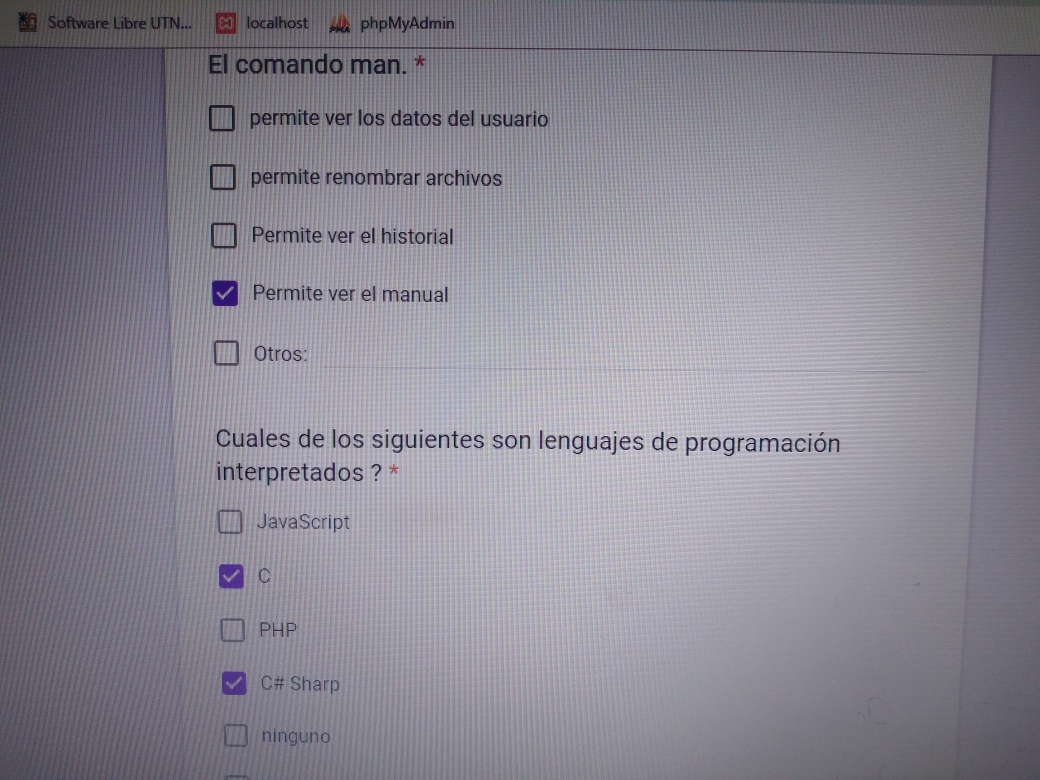 Software Libre UTN... localhost phpMyAdmin
El comando man. *
permite ver los datos del usuario
permite renombrar archivos
Permite ver el historial
Permite ver el manual
Otros:
Cuales de los siguientes son lenguajes de programación
interpretados ? *
JavaScript
C
PHP
C# Sharp
ninguno